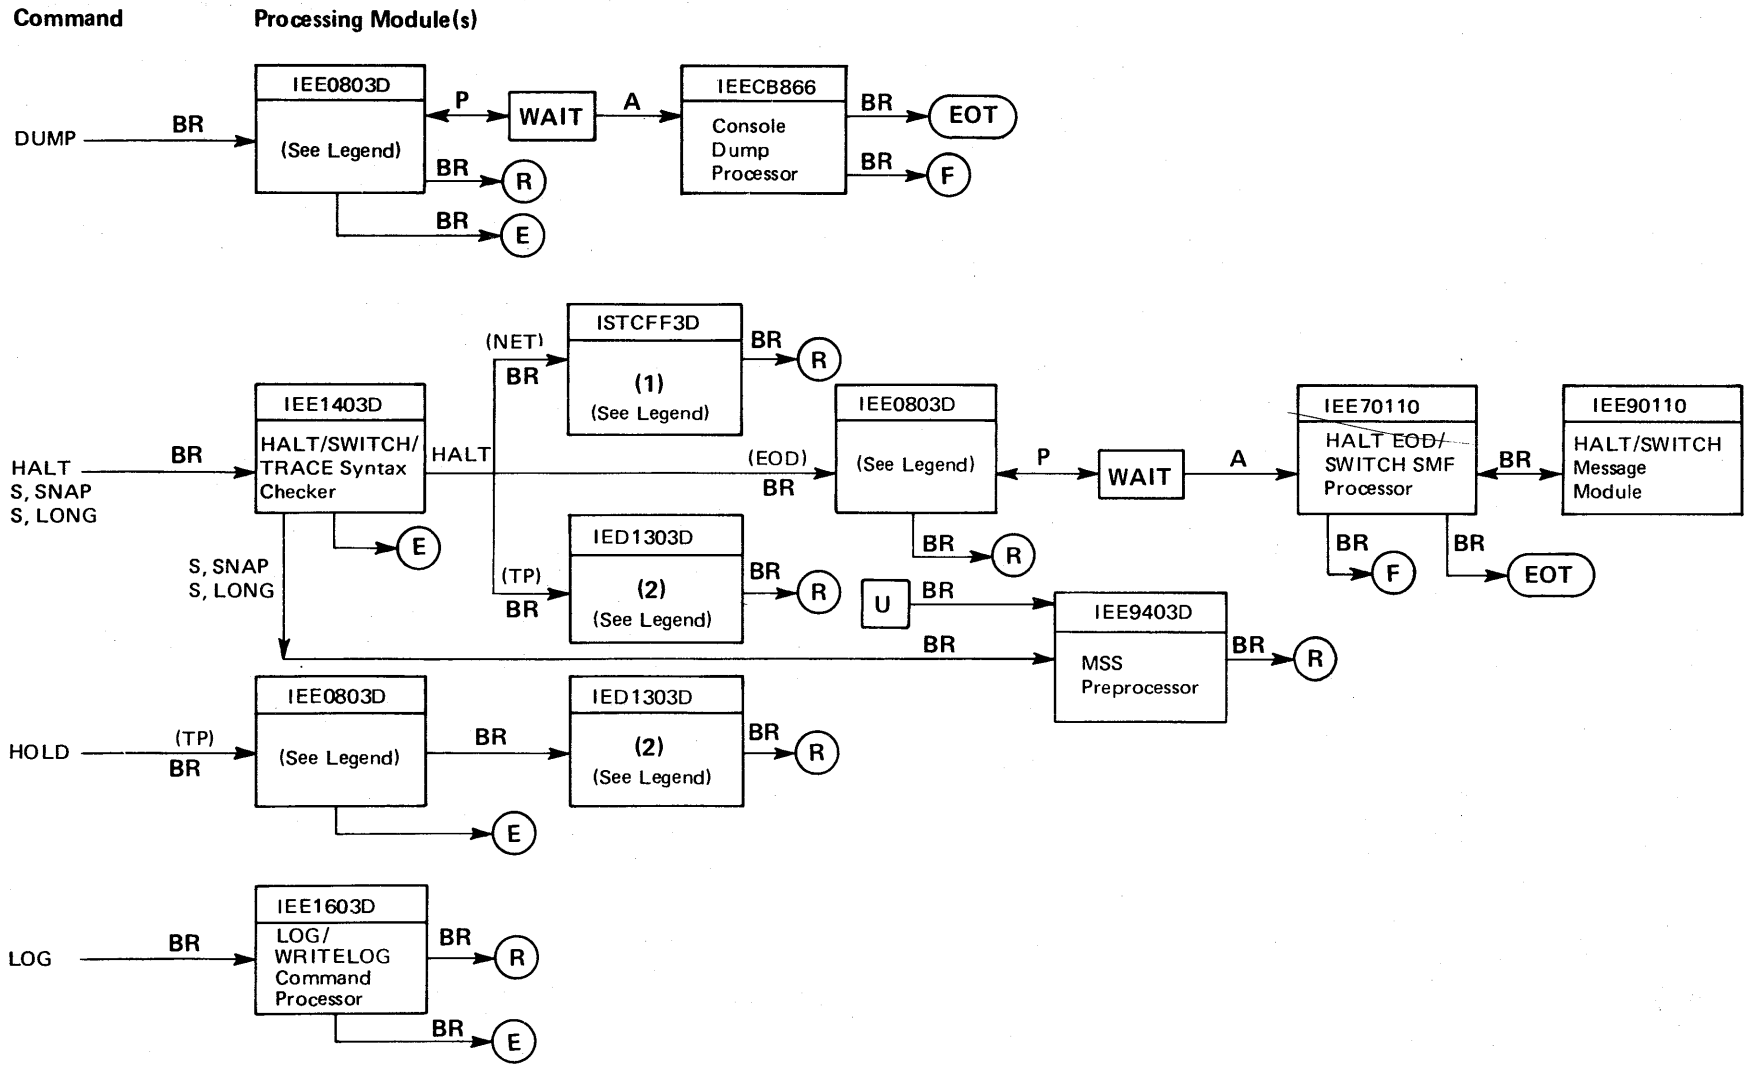 Command Processing Module(s)
DUMP
BR
IEE0803D
(See Legend)
P
WAIT
A
IEECB866
Console
Dump
Processor
BR
EOT
BR
F
BR
R
BR
E
HALT
S, SNAP
S, LONG
BR
IEE1403D
HALT/SWITCH/
TRACE Syntax
Checker
HALT
E
S, SNAP
S, LONG
(NET)
BR
ISTCFF3D
(1)
(See Legend)
BR
R
(EOD)
BR
IEE0803D
(See Legend)
P
WAIT
A
IEE70110
HALT EOD/
SWITCH SMF
Processor
BR
IEE90110
HALT/SWITCH
Message
Module
BR
R
BR
F
BR
EOT
(TP)
BR
IED1303D
(2)
(See Legend)
BR
R
U
BR
BR
IEE9403D
MSS
Preprocessor
BR
R
HOLD
(TP)
BR
IEE0803D
(See Legend)
BR
IED1303D
(2)
(See Legend)
BR
R
E
LOG
BR
IEE1603D
LOG/
WRITELOG
Command
Processor
BR
R
BR
E